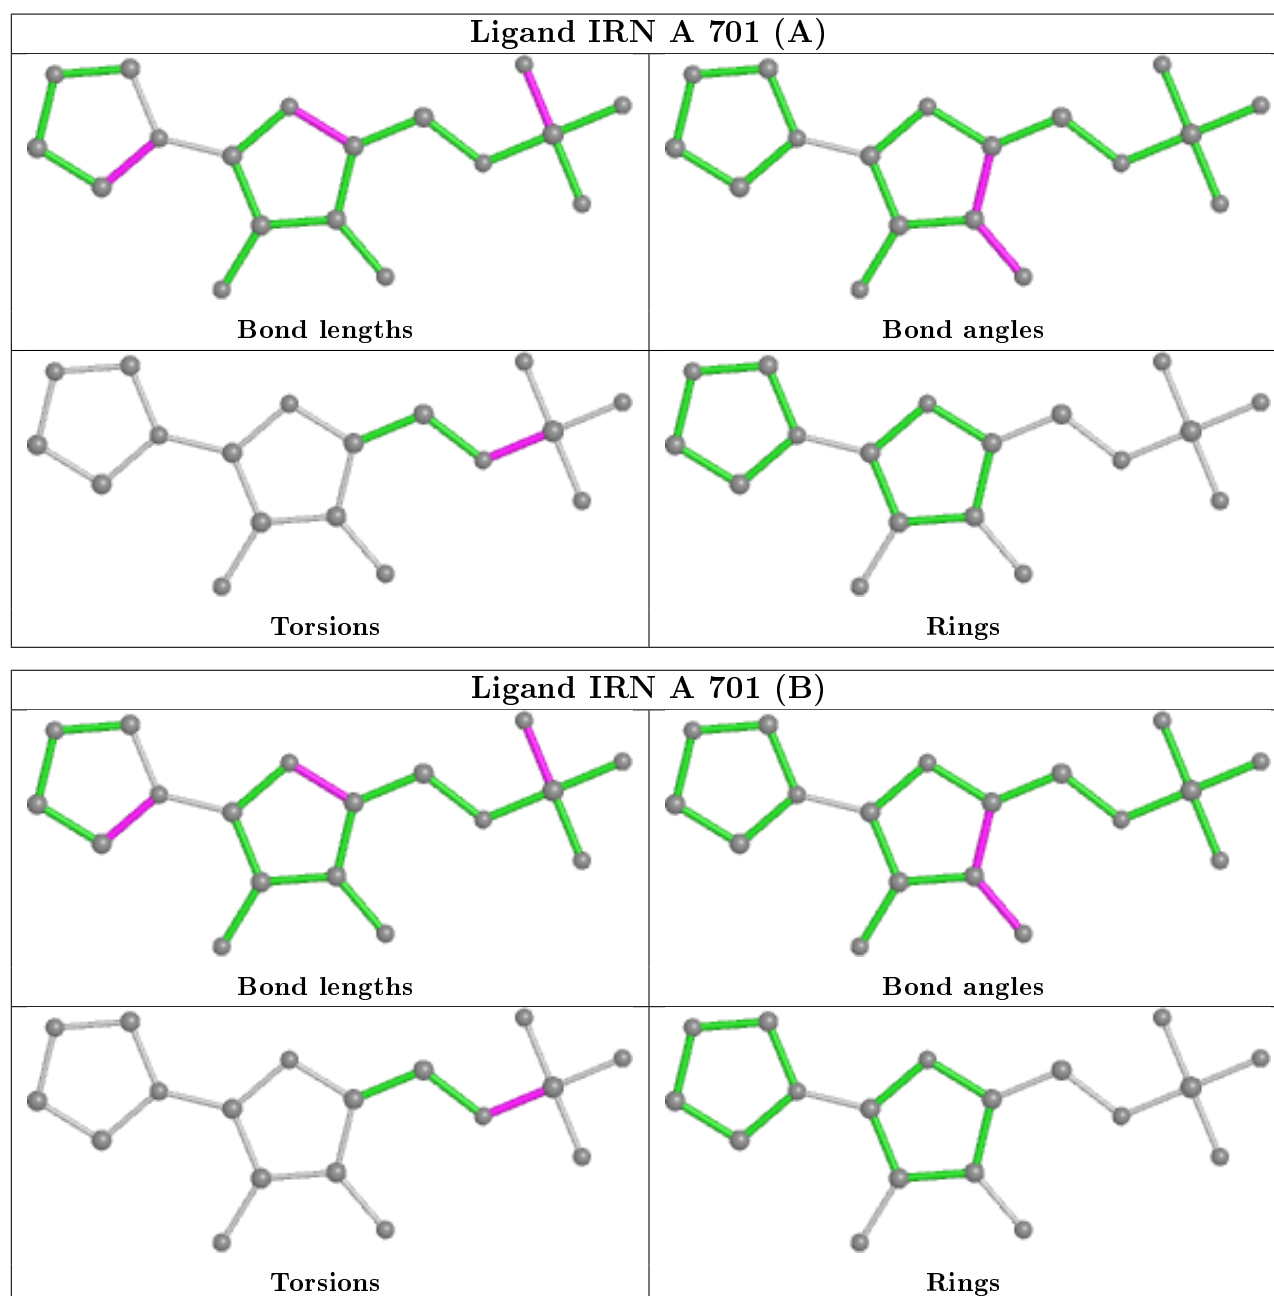 Ligand IRN A 701 (A)
Bond lengths
Bond angles
Torsions
Rings
Ligand IRN A 701 (B)
Bond lengths
Bond angles
Torsions
Rings